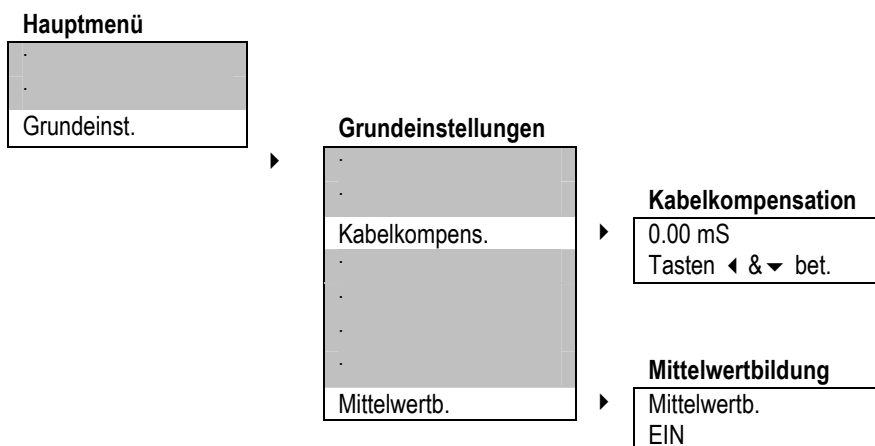 Hauptmenü
.
.
Grundeinst.
Grundeinstellungen
.
.
Kabelkompens.
.
.
.
.
Mittelwertb.
Kabelkompensation
0.00 mS
Tasten ◂ & ▾ bet.
Mittelwertbildung
Mittelwertb.
EIN